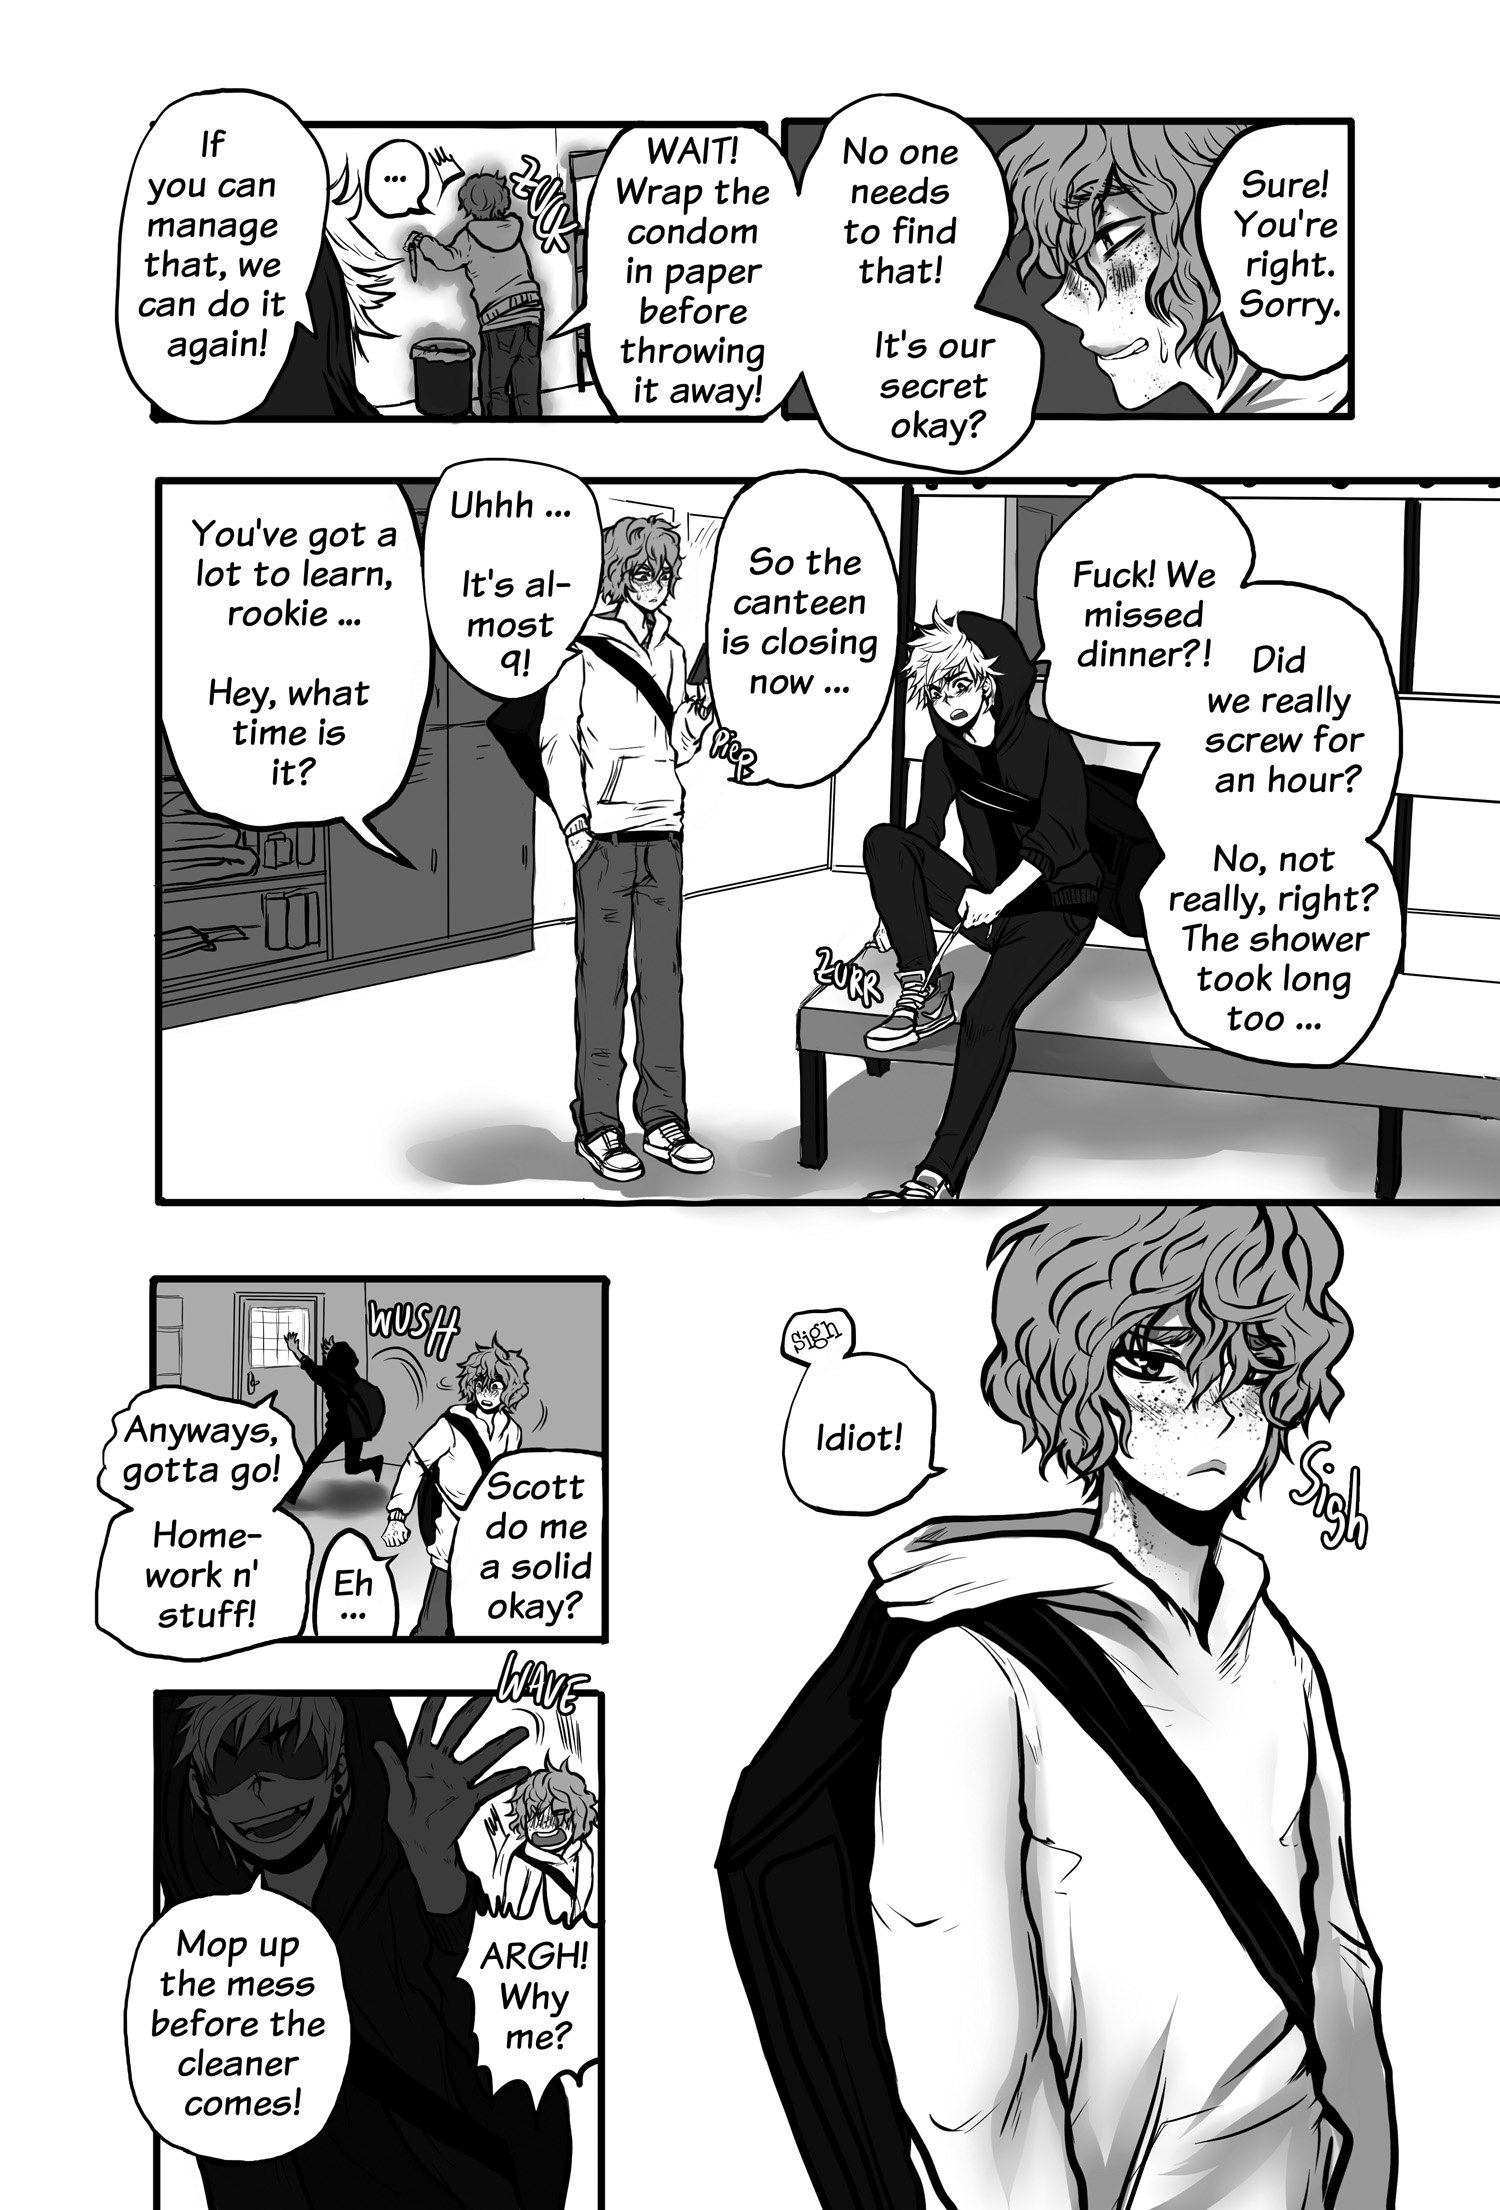 If
you can
manage
that, we
can do it
again!
...
ZUCK
WAIT!
Wrap the
condom
in paper
before
throwing
it away!
No one
needs
to find
that!
It's our
secret
okay?
Sure!
You're
right.
Sorry.
You've got a
lot to learn,
rookie ...
Hey, what
time is
it?
Uhhh ...
It's al-
most
9!
Piep
So the
canteen
is closing
now ...
ZURR
Fuck! We
missed
dinner?!
Did
we really
screw for
an hour?
No, not
really, right?
The shower
took long
too ...
WUSH
Anyways,
gotta go!
Home-
work n'
stuff!
Eh
...
Scott
do me
a solid
okay?
WAVE
Mop up
the mess
before the
cleaner
comes!
ARGH!
Why
me?
Sigh
Idiot!
Sigh